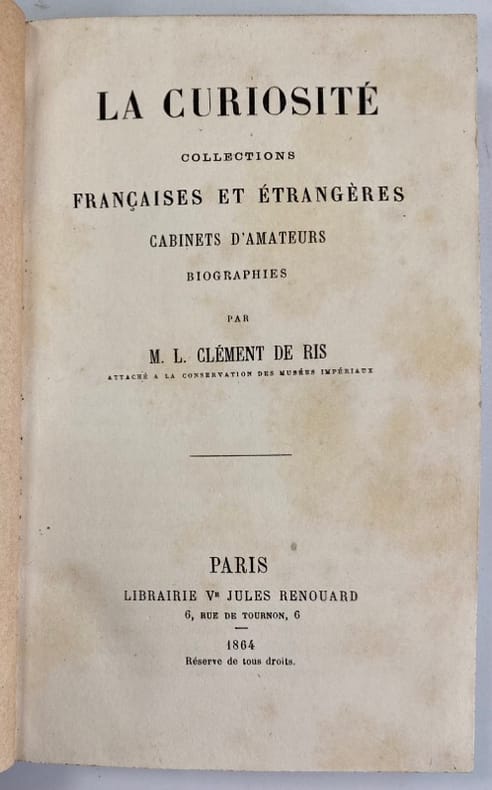 LA CURIOSITÉ
COLLECTIONS
FRANÇAISES ET ÉTRANGÈRES
CABINETS D'AMATEURS
BIOGRAPHIES
PAR
M. L. CLÉMENT DE RIS
ATTACHÉ A LA CONSERVATION DES MUSÉES IMPÉRIAUX
PARIS
LIBRAIRIE Vᴱ JULES RENOUARD
6, RUE DE TOURNON, 6
1864
Réserve de tous droits.